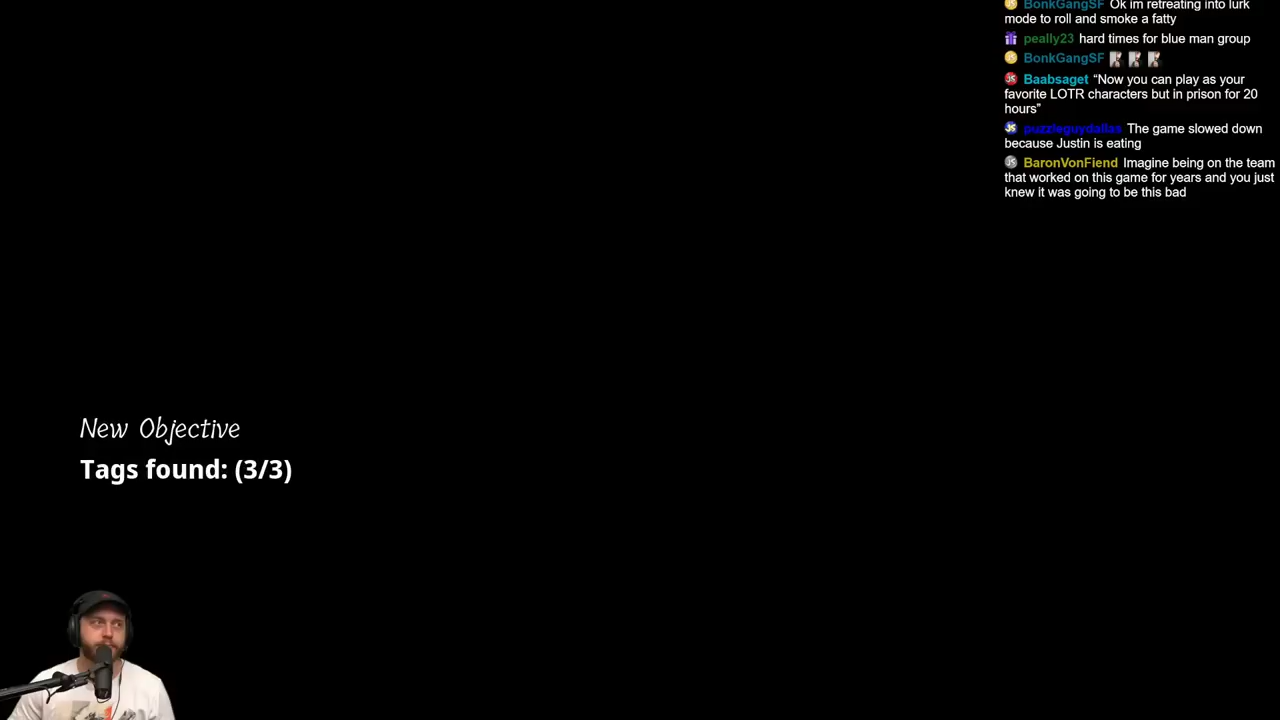 BonkGangSF Ok im retreating into lurk
mode to roll and smoke a fatty
peally23 hard times for blue man group
BonkGangSF
Baabsaget “Now you can play as your
favorite LOTR characters but in prison for 20
hours”
puzzleguydallas The game slowed down
because Justin is eating
BaronVonFiend Imagine being on the team
that worked on this game for years and you just
knew it was going to be this bad
New Objective
Tags found: (3/3)